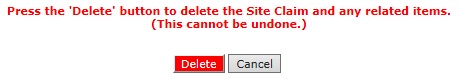 Press the 'Delete' button to delete the Site Claim and any related items.
(This cannot be undone.)
Delete Cancel